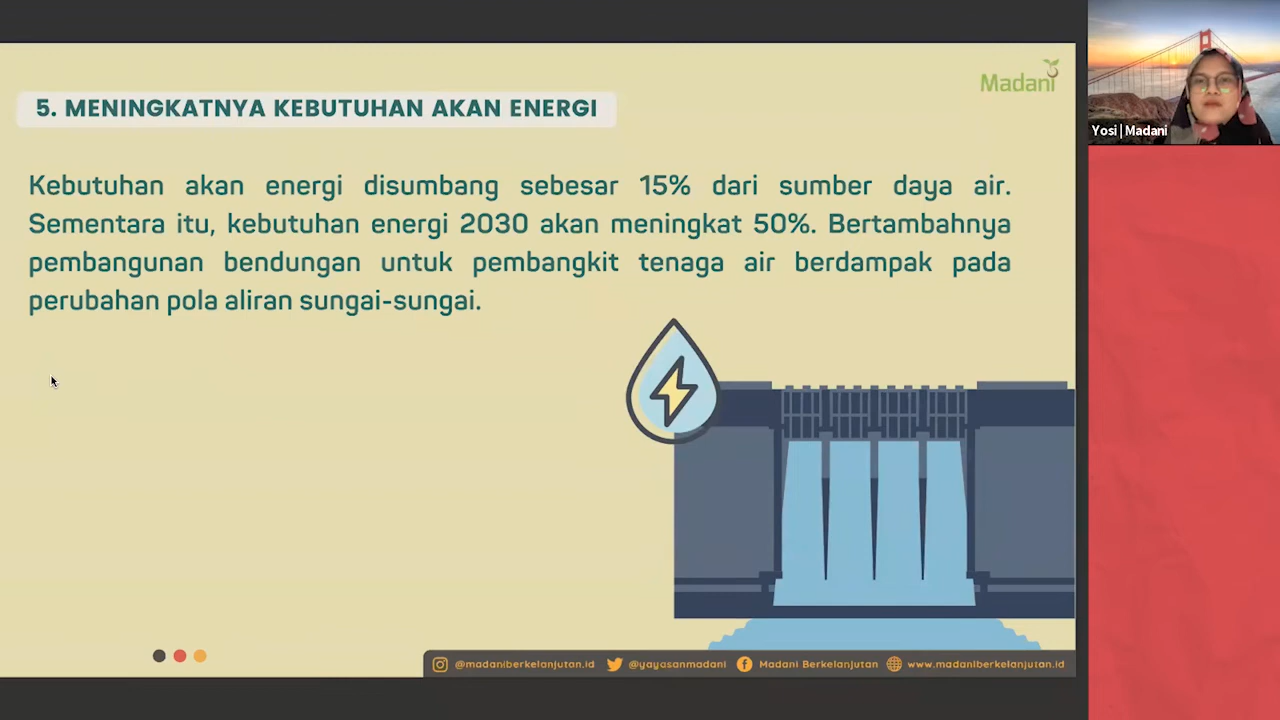 Madani
5. MENINGKATNYA KEBUTUHAN AKAN ENERGI
Kebutuhan akan energi disumbang sebesar 15% dari sumber daya air.
Sementara itu, kebutuhan energi 2030 akan meningkat 50%. Bertambahnya
pembangunan bendungan untuk pembangkit tenaga air berdampak pada
perubahan pola aliran sungai-sungai.
Yosi | Madani
@madaniberkelanjutan.id @yayasanmadani Madani Berkelanjutan www.madaniberkelanjutan.id